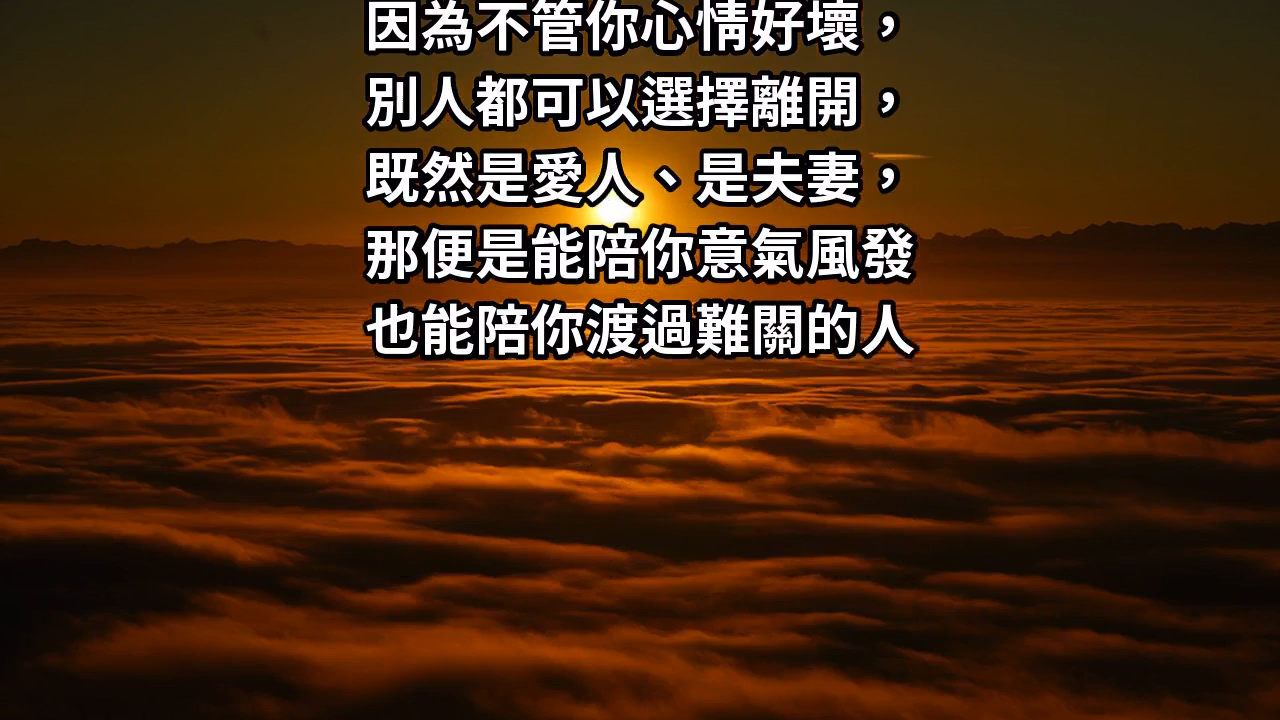 因為不管你心情好壞，
別人都可以選擇離開，
既然是愛人、是夫妻，
那便是能陪你意氣風發
也能陪你渡過難關的人